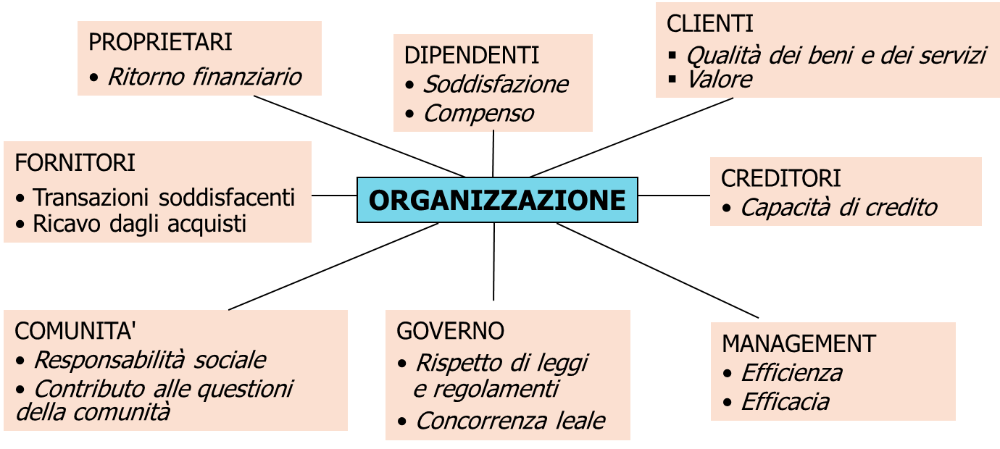 PROPRIETARI
• Ritorno finanziario
DIPENDENTI
• Soddisfazione
• Compenso
CLIENTI
▪ Qualità dei beni e dei servizi
▪ Valore
FORNITORI
• Transazioni soddisfacenti
• Ricavo dagli acquisti
ORGANIZZAZIONE
CREDITORI
• Capacità di credito
COMUNITA'
• Responsabilità sociale
• Contributo alle questioni
della comunità
GOVERNO
• Rispetto di leggi
e regolamenti
• Concorrenza leale
MANAGEMENT
• Efficienza
• Efficacia